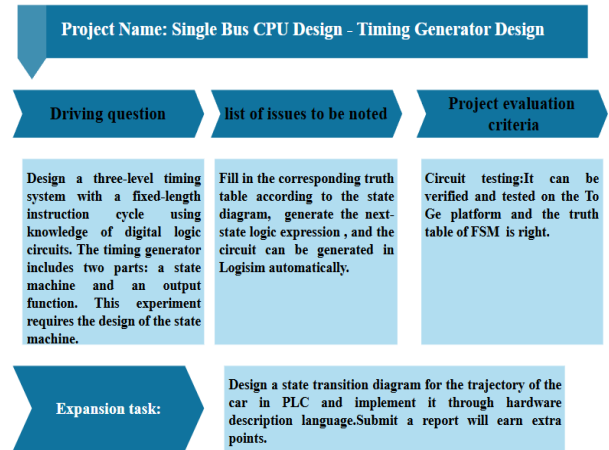 Project Name: Single Bus CPU Design - Timing Generator Design
Driving question
list of issues to be noted
Project evaluation
criteria
Design a three-level timing
system with a fixed-length
instruction cycle using
knowledge of digital logic
circuits. The timing generator
includes two parts: a state
machine and an output
function. This experiment
requires the design of the state
machine.
Fill in the corresponding truth
table according to the state
diagram, generate the next-
state logic expression , and the
circuit can be generated in
Logisim automatically.
Circuit testing:It can be
verified and tested on the To
Ge platform and the truth
table of FSM is right.
Expansion task:
Design a state transition diagram for the trajectory of the
car in PLC and implement it through hardware
description language.Submit a report will earn extra
points.